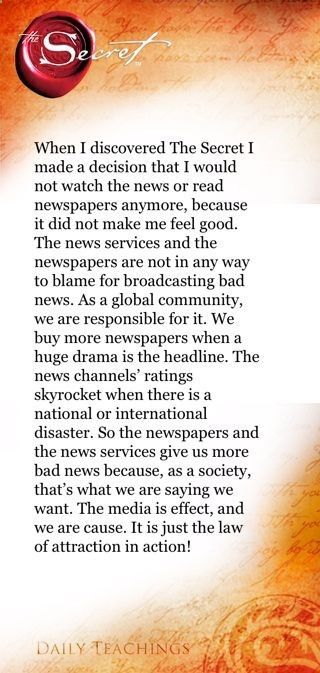 the Secret™
When I discovered The Secret I
made a decision that I would
not watch the news or read
newspapers anymore, because
it did not make me feel good.
The news services and the
newspapers are not in any way
to blame for broadcasting bad
news. As a global community,
we are responsible for it. We
buy more newspapers when a
huge drama is the headline. The
news channels’ ratings
skyrocket when there is a
national or international
disaster. So the newspapers and
the news services give us more
bad news because, as a society,
that’s what we are saying we
want. The media is effect, and
we are cause. It is just the law
of attraction in action!
DAILY TEACHINGS